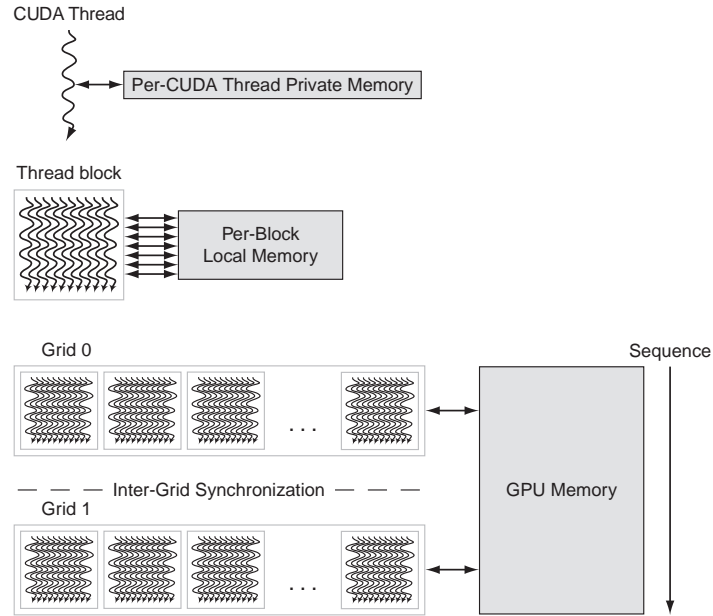 CUDA Thread
Per-CUDA Thread Private Memory
Thread block
Per-Block
Local Memory
Grid 0
Sequence
. . .
Inter-Grid Synchronization
GPU Memory
Grid 1
. . .